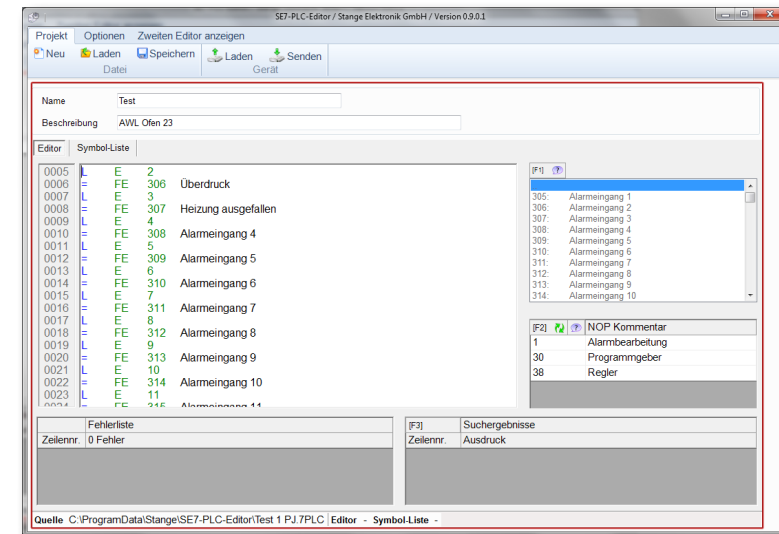 SE7-PLC-Editor / Stange Elektronik GmbH / Version 0.9.0.1
Projekt Optionen Zweiten Editor anzeigen
Neu Laden Speichern Laden Senden
Datei Gerät
Name Test
Beschreibung AWL Ofen 23
Editor Symbol-Liste
0005 L E 2
0006 = FE 306 Überdruck
0007 L E 3
0008 = FE 307 Heizung ausgefallen
0009 L E 4
0010 = FE 308 Alarmeingang 4
0011 L E 5
0012 = FE 309 Alarmeingang 5
0013 L E 6
0014 = FE 310 Alarmeingang 6
0015 L E 7
0016 = FE 311 Alarmeingang 7
0017 L E 8
0018 = FE 312 Alarmeingang 8
0019 L E 9
0020 = FE 313 Alarmeingang 9
0021 L E 10
0022 = FE 314 Alarmeingang 10
0023 L E 11
0024 = FE 315 Alarmeingang 11
[F1]
305: Alarmeingang 1
306: Alarmeingang 2
307: Alarmeingang 3
308: Alarmeingang 4
309: Alarmeingang 5
310: Alarmeingang 6
311: Alarmeingang 7
312: Alarmeingang 8
313: Alarmeingang 9
314: Alarmeingang 10
[F2] NOP Kommentar
1 Alarmbearbeitung
30 Programmgeber
38 Regler
Fehlerliste
Zeilennr. 0 Fehler
[F3] Suchergebnisse
Zeilennr. Ausdruck
Quelle C:\ProgramData\Stange\SE7-PLC-Editor\Test 1 PJ.7PLC Editor - Symbol-Liste -